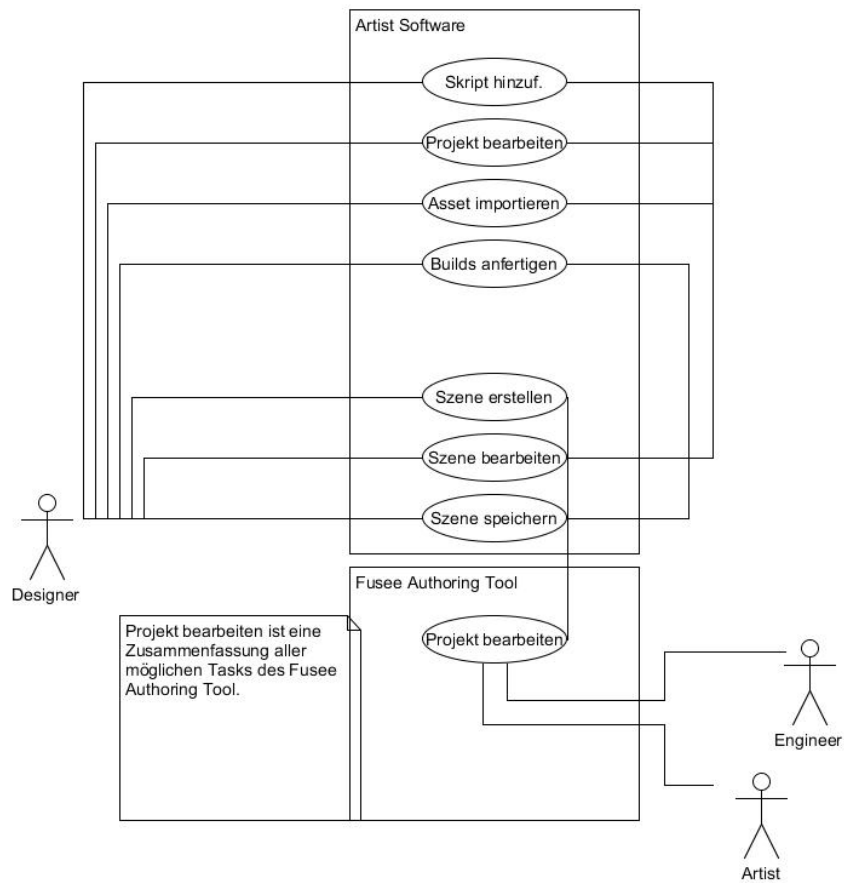 Artist Software
Skript hinzuf.
Projekt bearbeiten
Asset importieren
Builds anfertigen
Szene erstellen
Szene bearbeiten
Szene speichern
Designer
Fusee Authoring Tool
Projekt bearbeiten ist eine
Zusammenfassung aller
möglichen Tasks des Fusee
Authoring Tool.
Projekt bearbeiten
Engineer
Artist